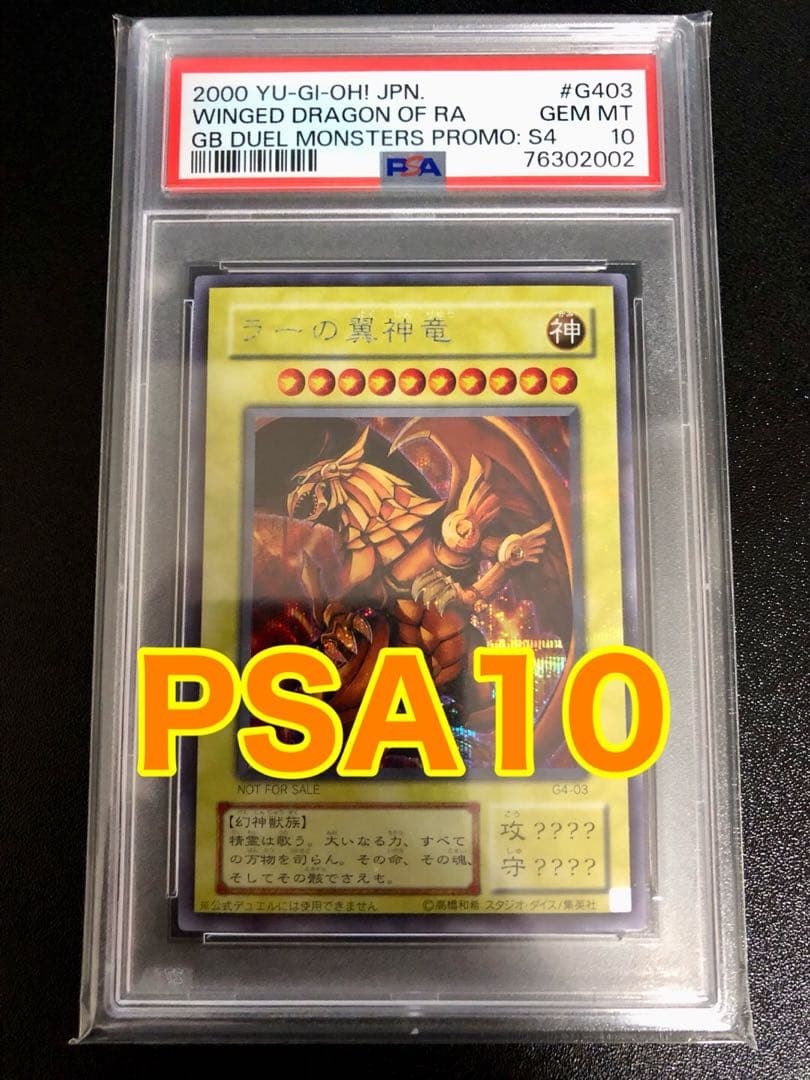 2000 YU-GI-OH! JPN. #G403
WINGED DRAGON OF RA GEM MT
GB DUEL MONSTERS PROMO: S4 10
PSA 76302002
ラーの翼神竜
神
PSA10
NOT FOR SALE G4-03
【幻神獣族】
精霊は歌う。大いなる力、すべて
の万物を司らん。その命、その魂、
そしてその骸でさえも。
攻 ????
守 ????
※公式デュエルには使用できません ©高橋和希 スタジオ・ダイス/集英社